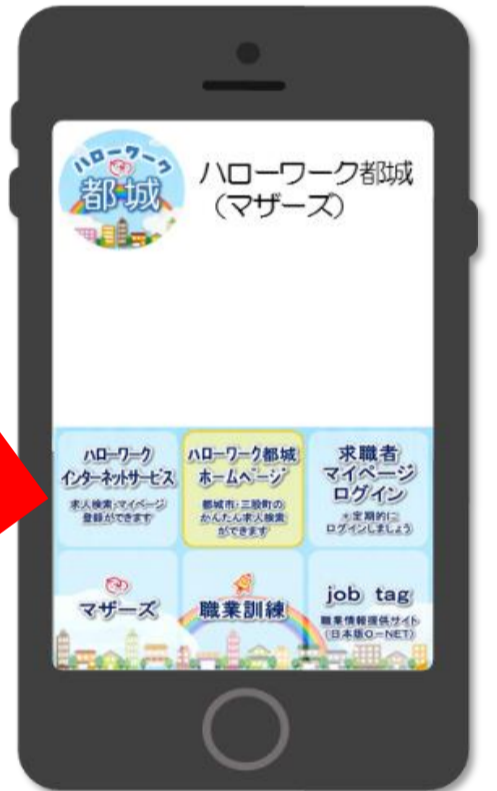 ハローワーク
都城
ハローワーク都城
（マザーズ）
ハローワーク
インターネットサービス
求人検索・マイページ
登録ができます
ハローワーク都城
ホームページ
都城市・三股町の
かんたん求人検索
ができます
求職者
マイページ
ログイン
＊定期的に
ログインしましょう
マザーズ
職業訓練
job tag
職業情報提供サイト
（日本版O-NET）